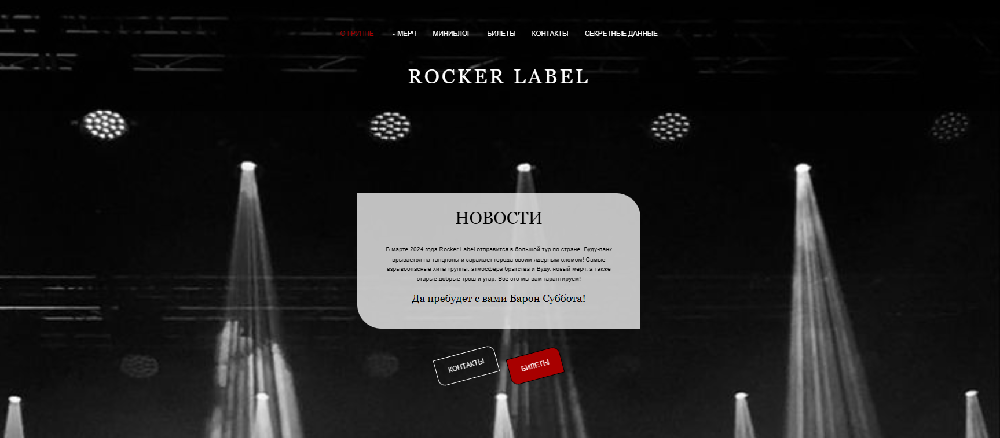 О ГРУППЕ МЕРЧ МИНИБЛОГ БИЛЕТЫ КОНТАКТЫ СЕКРЕТНЫЕ ДАННЫЕ
ROCKER LABEL
НОВОСТИ
В марте 2024 года Rocker Label отправится в большой тур по стране. Вуду-панк
врывается на танцполы и заражает города своим ядерным слэмом! Самые
взрывоопасные хиты группы, атмосфера братства и Вуду, новый мерч, а также
старые добрые трэш и угар. Всё это мы вам гарантируем!
Да пребудет с вами Барон Суббота!
КОНТАКТЫ БИЛЕТЫ